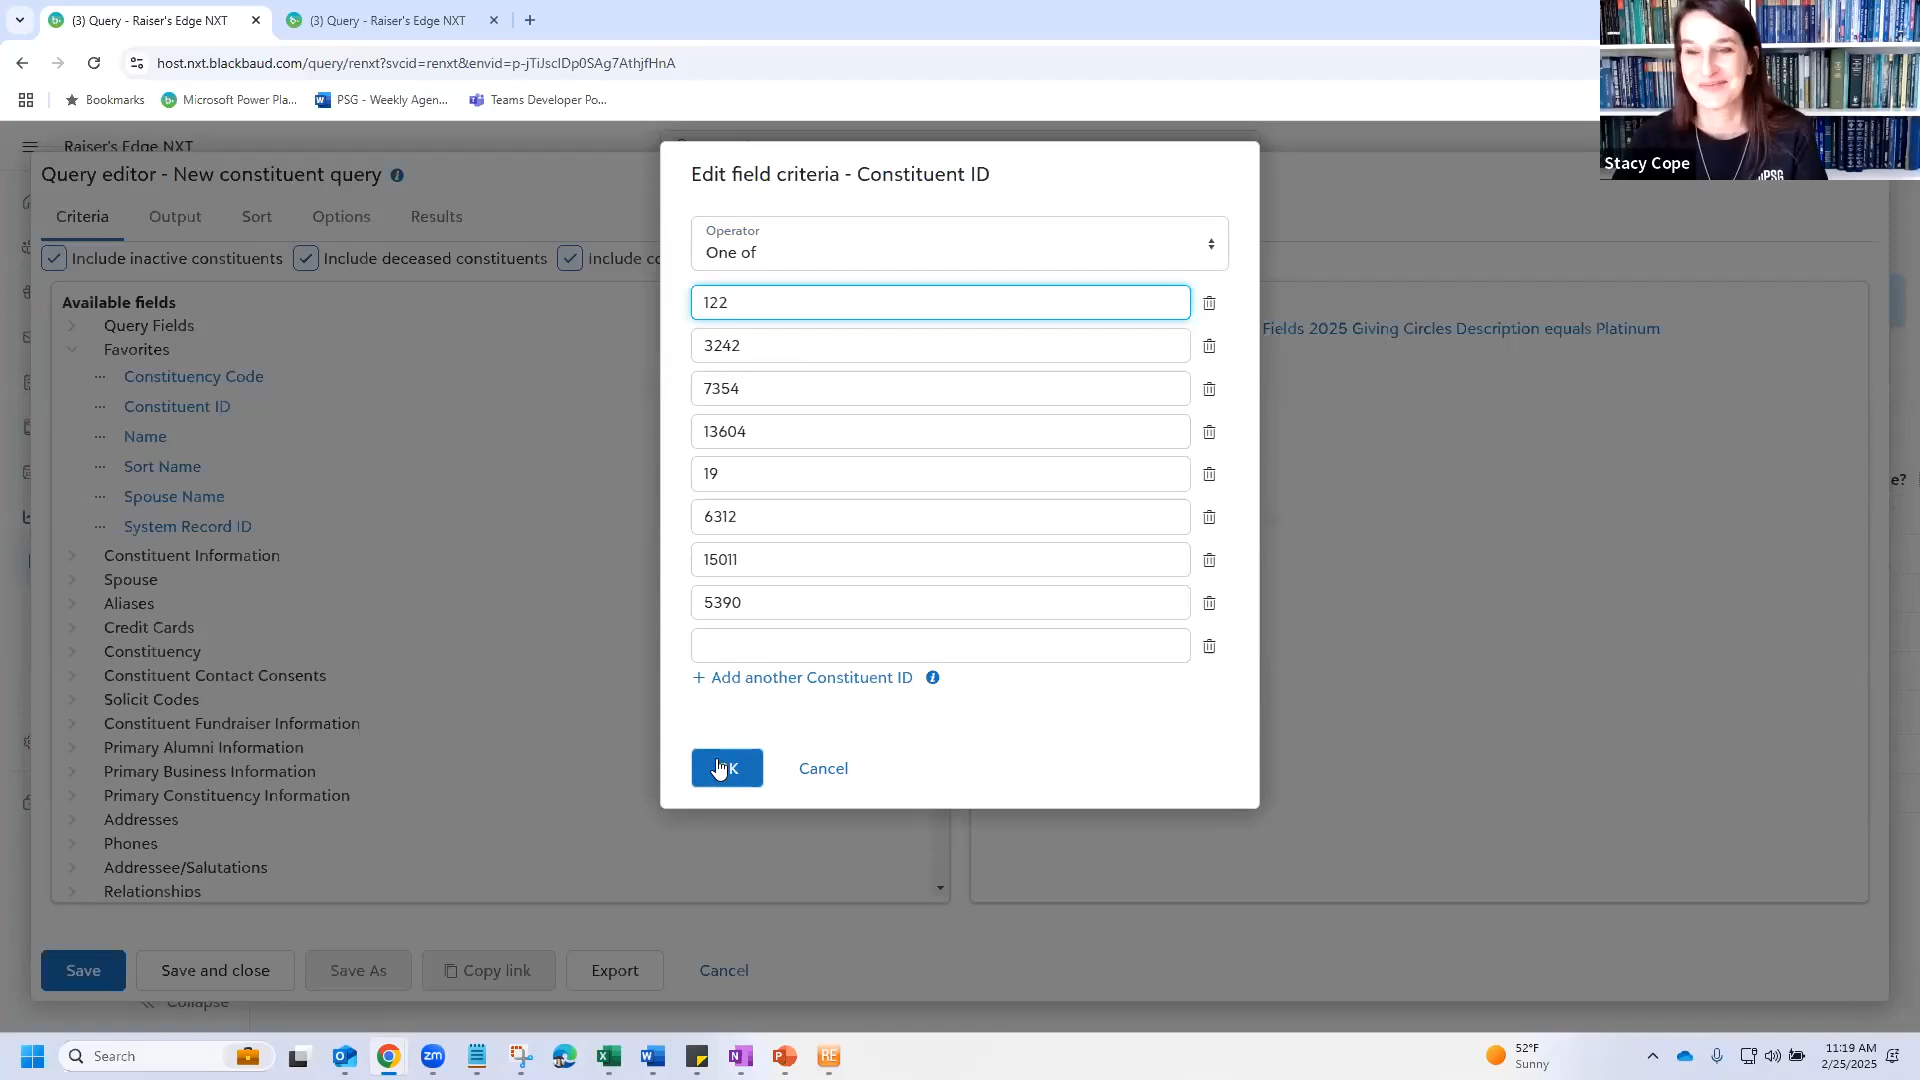 (3) Query - Raiser's Edge NXT
(3) Query - Raiser's Edge NXT
host.nxt.blackbaud.com/query/renxt?svcid=renxt&envid=p-jTiJsclDp0SAg7AthjfHnA
Bookmarks
Microsoft Power Pla...
PSG - Weekly Agen...
Teams Developer Po...
Stacy Cope
PSG
Raiser's Edge NXT
Query editor - New constituent query
Criteria
Output
Sort
Options
Results
Include inactive constituents
Include deceased constituents
Include co
Available fields
Query Fields
Favorites
Constituency Code
Constituent ID
Name
Sort Name
Spouse Name
System Record ID
Constituent Information
Spouse
Aliases
Credit Cards
Constituency
Constituent Contact Consents
Solicit Codes
Constituent Fundraiser Information
Primary Alumni Information
Primary Business Information
Primary Constituency Information
Addresses
Phones
Addressee/Salutations
Relationships
Edit field criteria - Constituent ID
Operator
One of
122
3242
7354
13604
19
6312
15011
5390
+ Add another Constituent ID
K
Cancel
Fields 2025 Giving Circles Description equals Platinum
e?
Save
Save and close
Save As
Copy link
Export
Cancel
Collapse
Search
zm
RE
52°F
Sunny
11:19 AM
2/25/2025